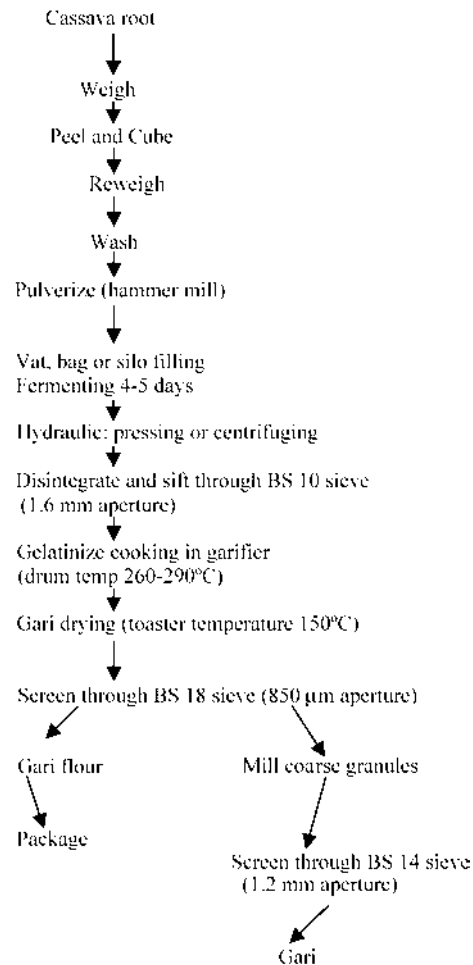 Cassava root
Weigh
Peel and Cube
Reweigh
Wash
Pulverize (hammer mill)
Vat, bag or silo filling
Fermenting 4-5 days
Hydraulic: pressing or centrifuging
Disintegrate and sift through BS 10 sieve
(1.6 mm aperture)
Gelatinize cooking in garifier
(drum temp 260-290ºC)
Gari drying (toaster temperature 150ºC)
Screen through BS 18 sieve (850 µm aperture)
Gari flour
Mill coarse granules
Package
Screen through BS 14 sieve
(1.2 mm aperture)
Gari